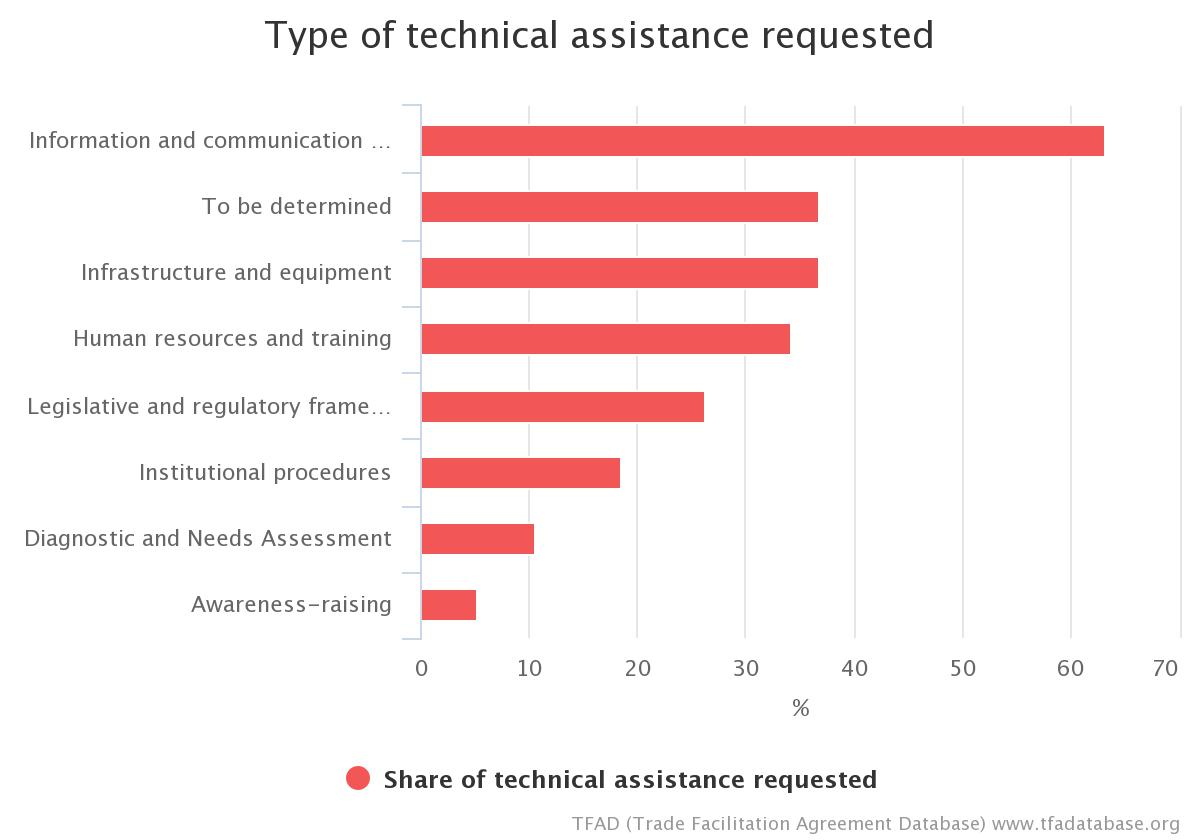 Type of technical assistance requested
Information and communication ...
To be determined
Infrastructure and equipment
Human resources and training
Legislative and regulatory frame...
Institutional procedures
Diagnostic and Needs Assessment
Awareness-raising
0 10 20 30 40 50 60 70
%
Share of technical assistance requested
TFAD (Trade Facilitation Agreement Database) www.tfadatabase.org